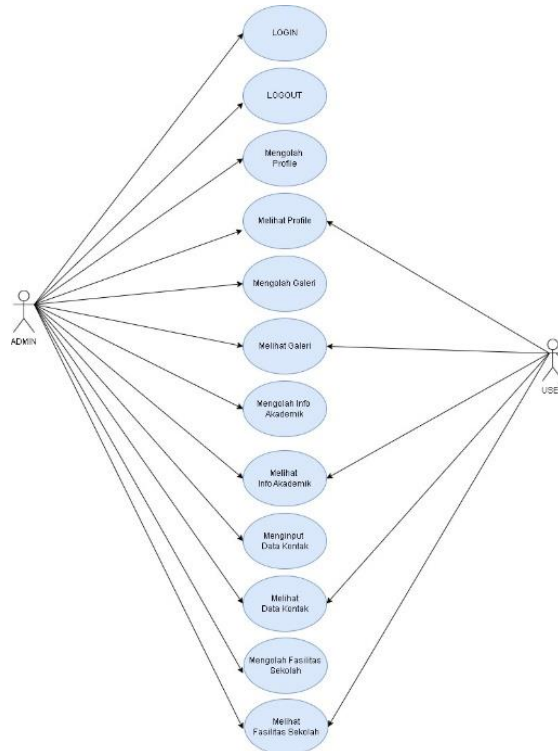 LOGIN
LOGOUT
Mengolah
Profile
Melihat Profile
Mengolah Galeri
ADMIN
Melihat Galeri
USE
Mengolah Info
Akademik
Melihat
Info Akademik
Menginput
Data Kontak
Melihat
Data Kontak
Mengolah Fasilitas
Sekolah
Melihat
Fasilitas Sekolah